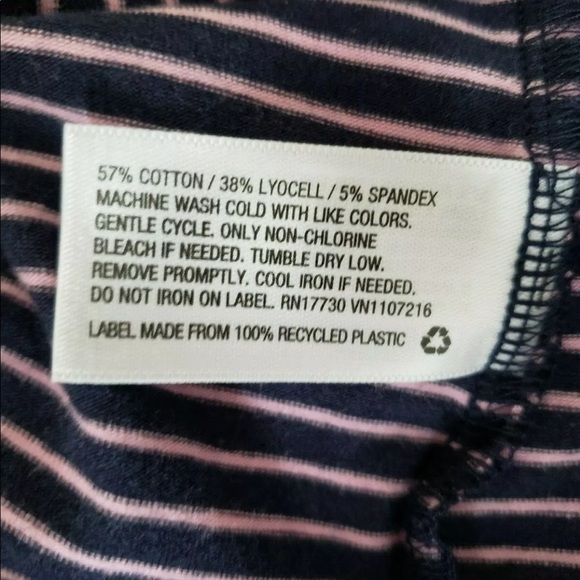 57% COTTON / 38% LYOCELL / 5% SPANDEX
MACHINE WASH COLD WITH LIKE COLORS.
GENTLE CYCLE. ONLY NON-CHLORINE
BLEACH IF NEEDED. TUMBLE DRY LOW.
REMOVE PROMPTLY. COOL IRON IF NEEDED.
DO NOT IRON ON LABEL. RN17730 VN1107216
LABEL MADE FROM 100% RECYCLED PLASTIC